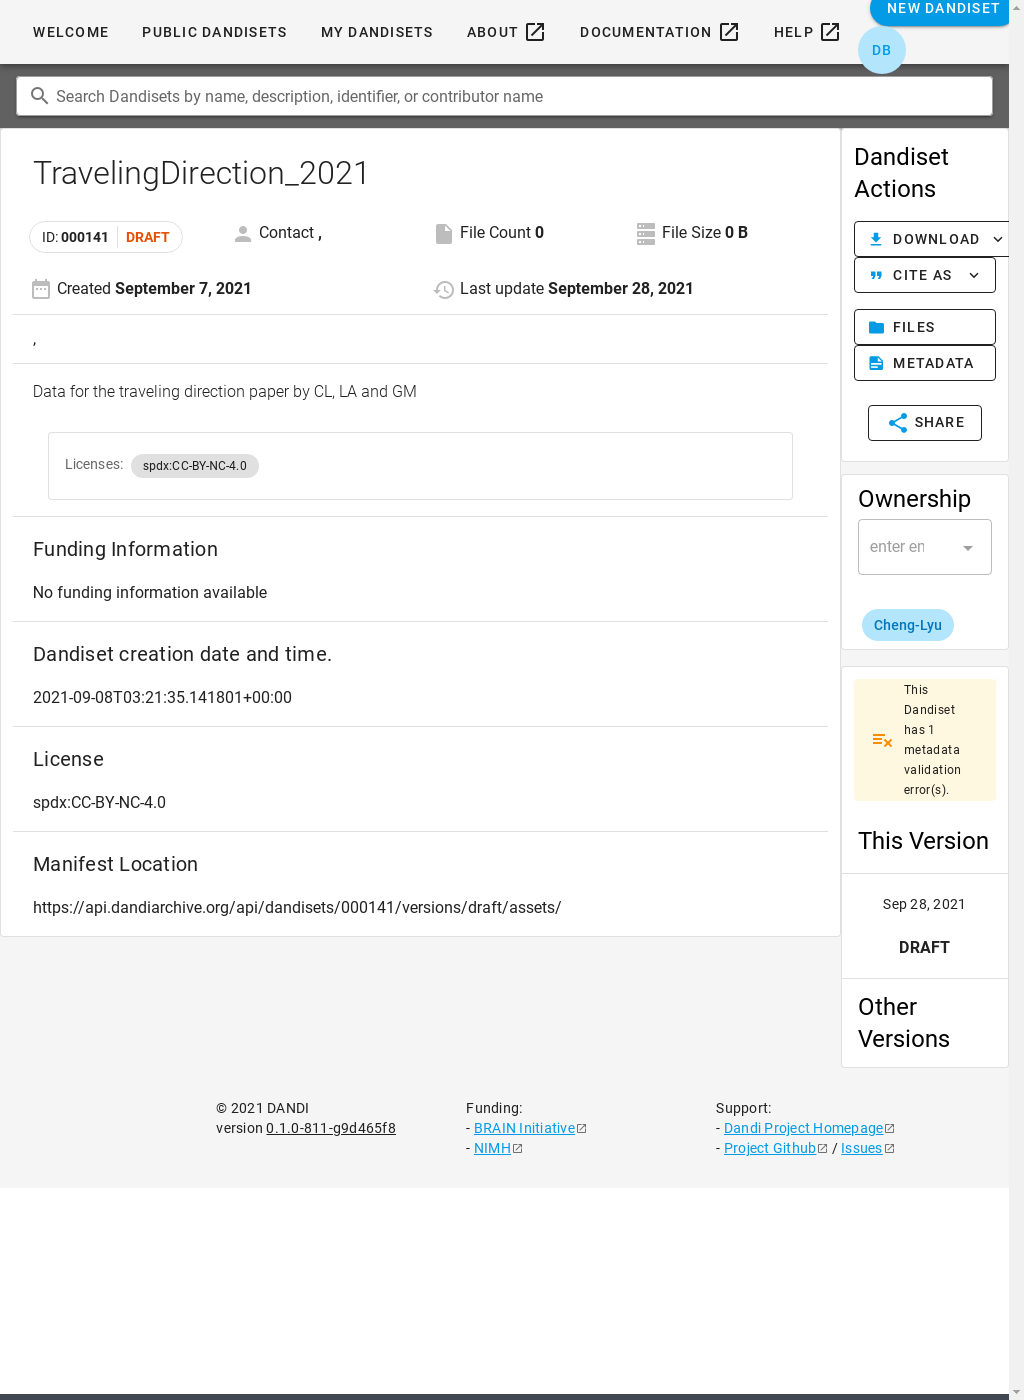 WELCOME PUBLIC DANDISETS MY DANDISETS ABOUT DOCUMENTATION HELP NEW DANDISET
DB
Search Dandisets by name, description, identifier, or contributor name
TravelingDirection_2021
ID: 000141 DRAFT Contact , File Count 0 File Size 0 B
Created September 7, 2021 Last update September 28, 2021
,
Data for the traveling direction paper by CL, LA and GM
Licenses: spdx:CC-BY-NC-4.0
Funding Information
No funding information available
Dandiset creation date and time.
2021-09-08T03:21:35.141801+00:00
License
spdx:CC-BY-NC-4.0
Manifest Location
https://api.dandiarchive.org/api/dandisets/000141/versions/draft/assets/
Dandiset
Actions
DOWNLOAD
CITE AS
FILES
METADATA
SHARE
Ownership
enter en
Cheng-Lyu
This
Dandiset
has 1
metadata
validation
error(s).
This Version
Sep 28, 2021
DRAFT
Other
Versions
© 2021 DANDI
version 0.1.0-811-g9d465f8
Funding:
- BRAIN Initiative
- NIMH
Support:
- Dandi Project Homepage
- Project Github / Issues